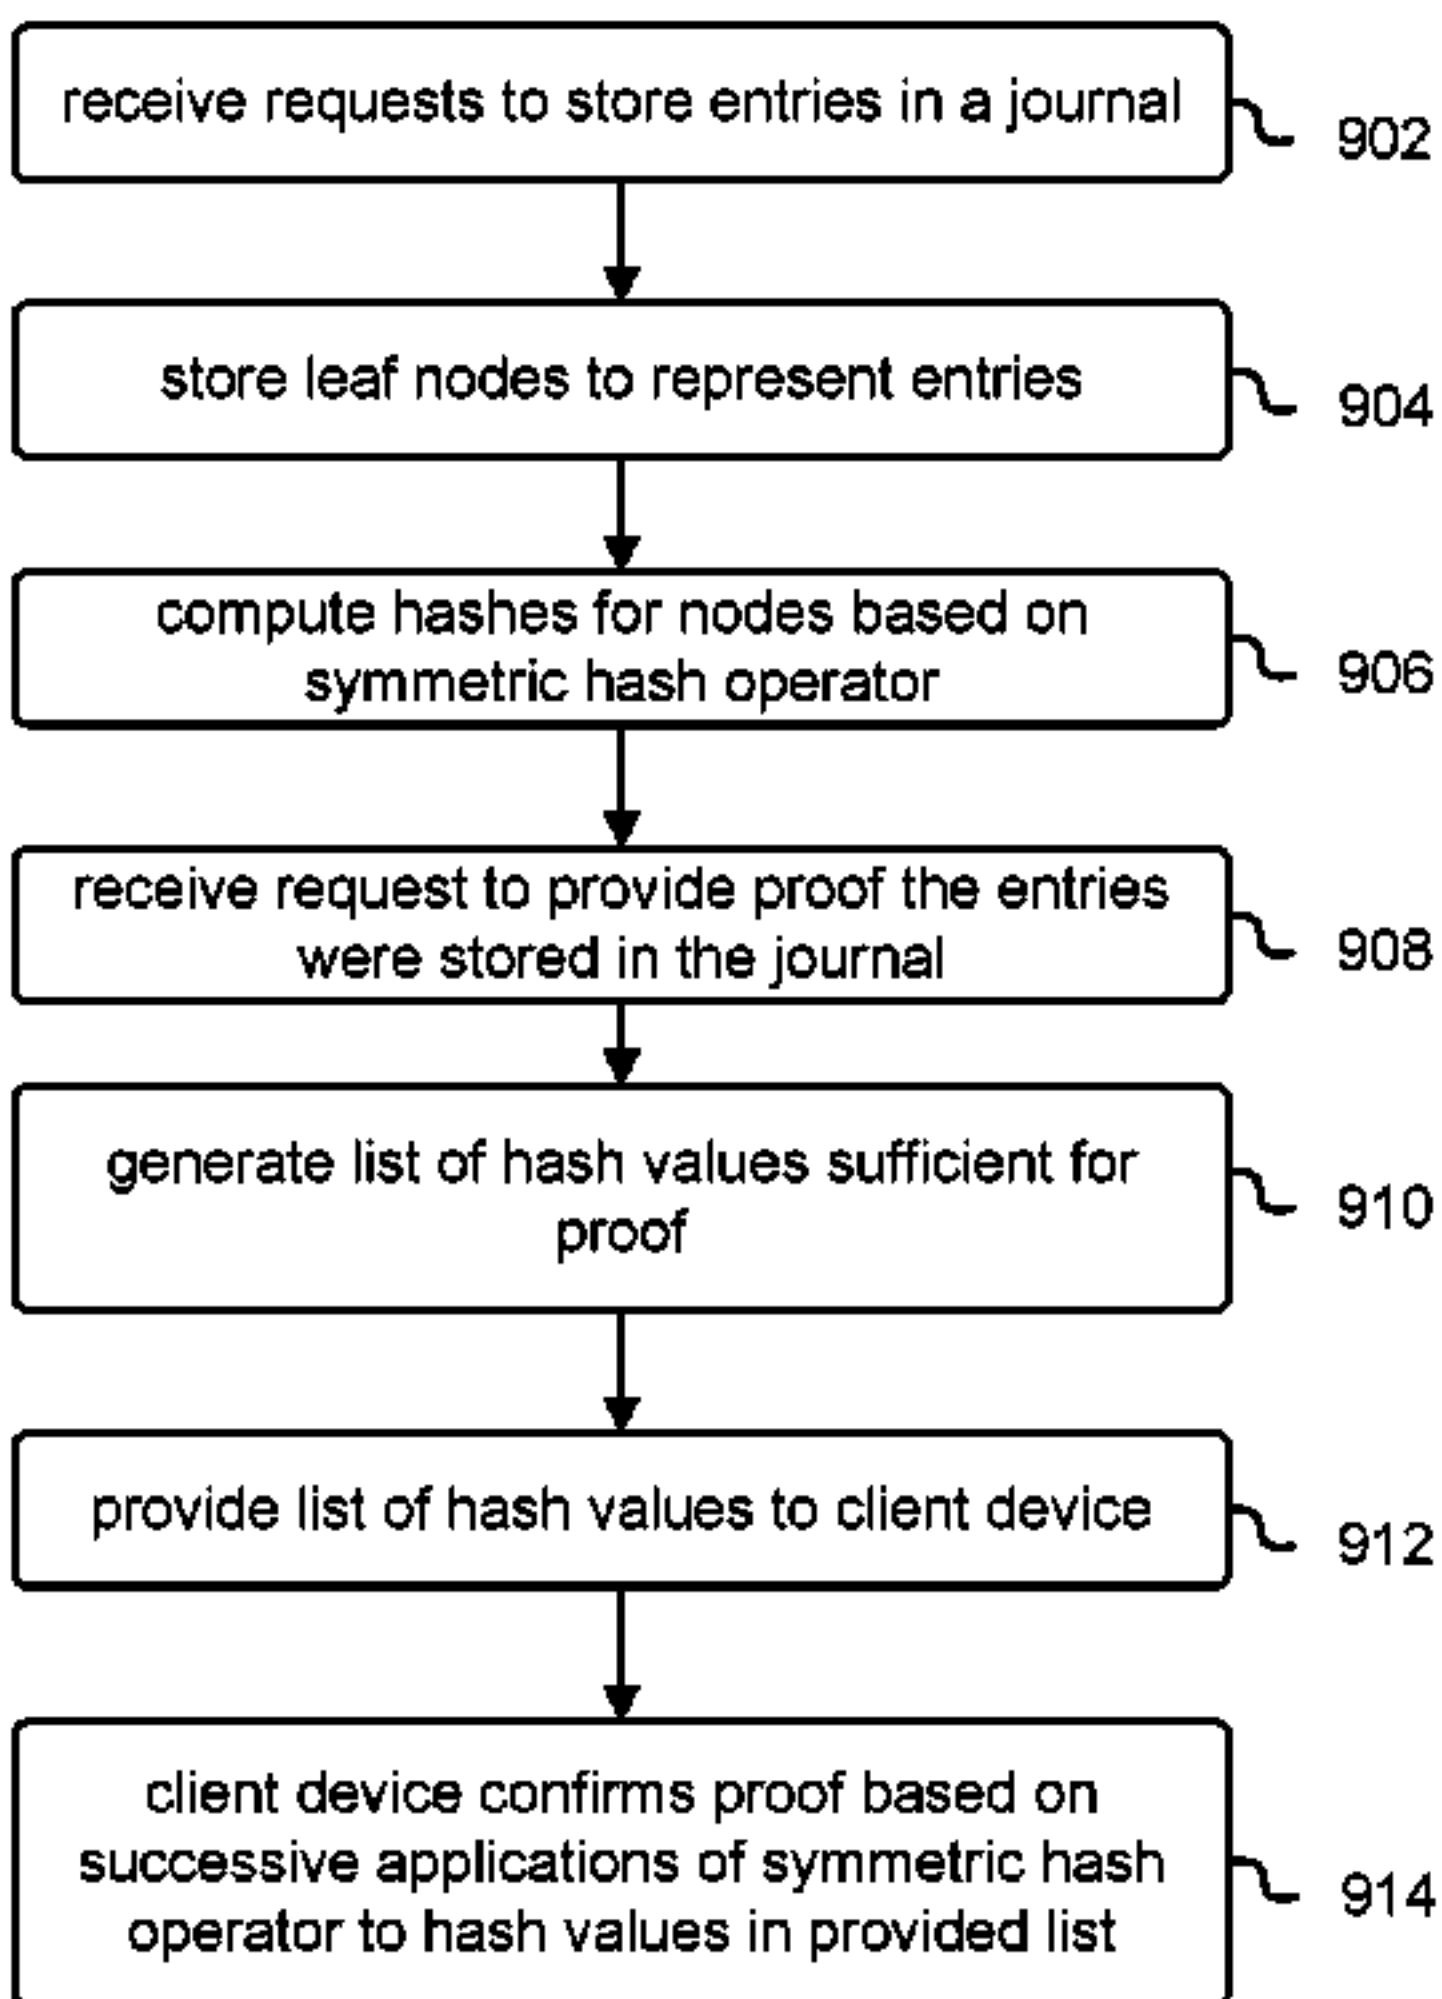 receive requests to store entries in a journal
902
store leaf nodes to represent entries
904
compute hashes for nodes based on
symmetric hash operator
906
receive request to provide proof the entries
were stored in the journal
908
generate list of hash values sufficient for
proof
910
provide list of hash values to client device
912
client device confirms proof based on
successive applications of symmetric hash
operator to hash values in provided list
914